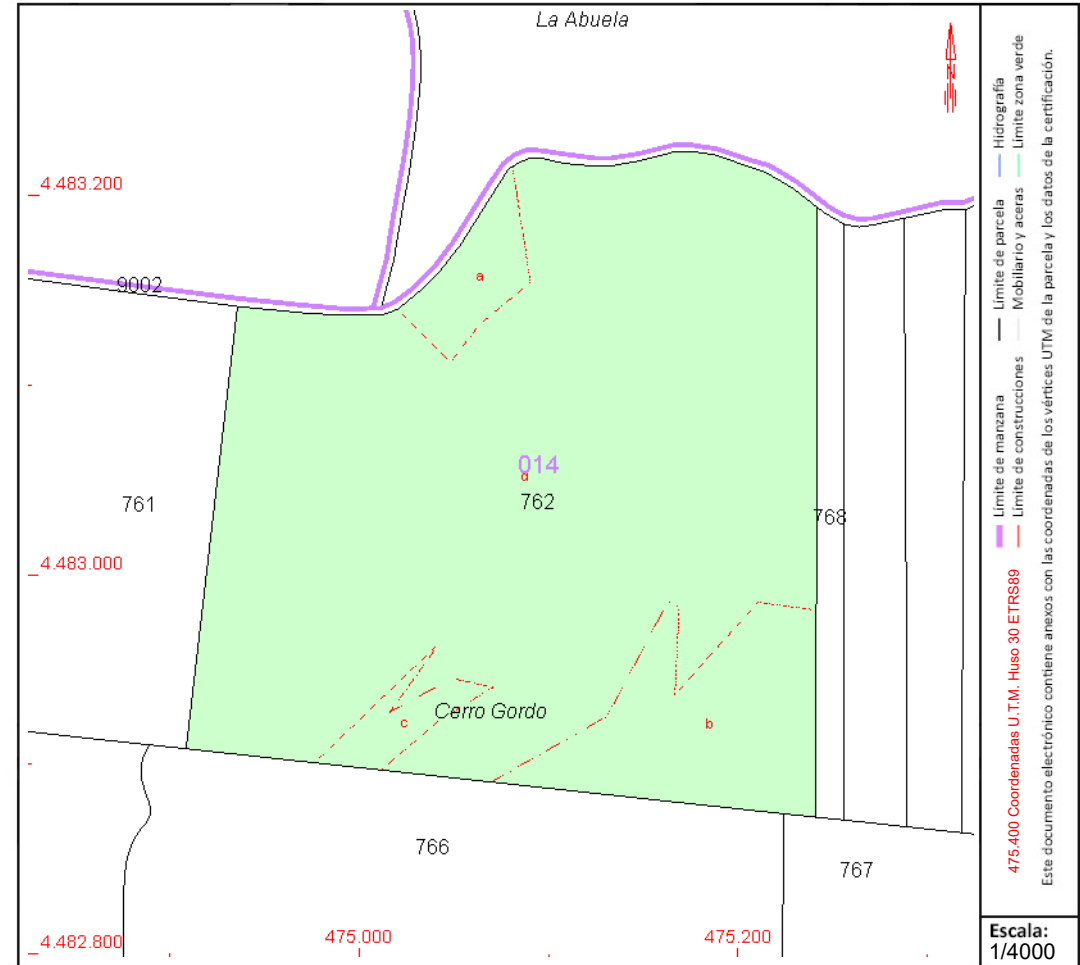 La Abuela
N
4.483.200
9002
a
014
d
762
761
768
4.483.000
Cerro Gordo
c
b
766
767
4.482.800
475.000
475.200
475.400 Coordenadas U.T.M. Huso 30 ETRS89
Límite de manzana
Límite de parcela
Hidrografía
Límite de construcciones
Mobiliario y aceras
Límite zona verde
Este documento electrónico contiene anexos con las coordenadas de los vértices UTM de la parcela y los datos de la certificación.
Escala:
1/4000